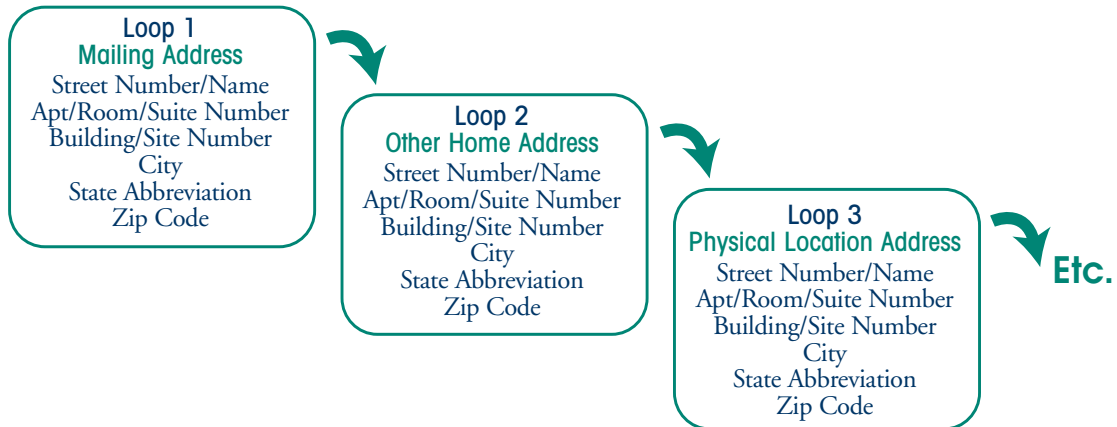 Loop 1
Mailing Address
Street Number/Name
Apt/Room/Suite Number
Building/Site Number
City
State Abbreviation
Zip Code
Loop 2
Other Home Address
Street Number/Name
Apt/Room/Suite Number
Building/Site Number
City
State Abbreviation
Zip Code
Loop 3
Physical Location Address
Street Number/Name
Apt/Room/Suite Number
Building/Site Number
City
State Abbreviation
Zip Code
Etc.